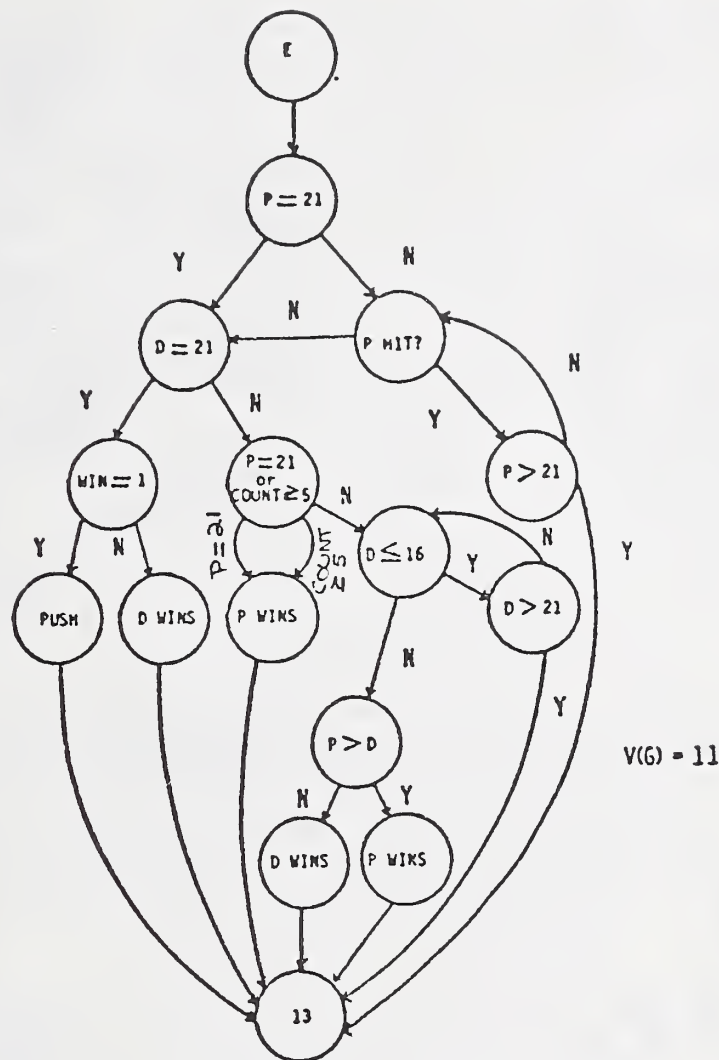 E
P = 21
Y
N
D = 21
N
P HIT?
N
Y
N
Y
WIN = 1
P = 21
or
COUNT ≥ 5
P > 21
Y
N
P = 21
COUNT
≥ 5
N
D ≤ 16
N
Y
Y
PUSH
D WINS
P WINS
D > 21
N
Y
P > D
V(G) = 11
N
Y
D WINS
P WINS
13